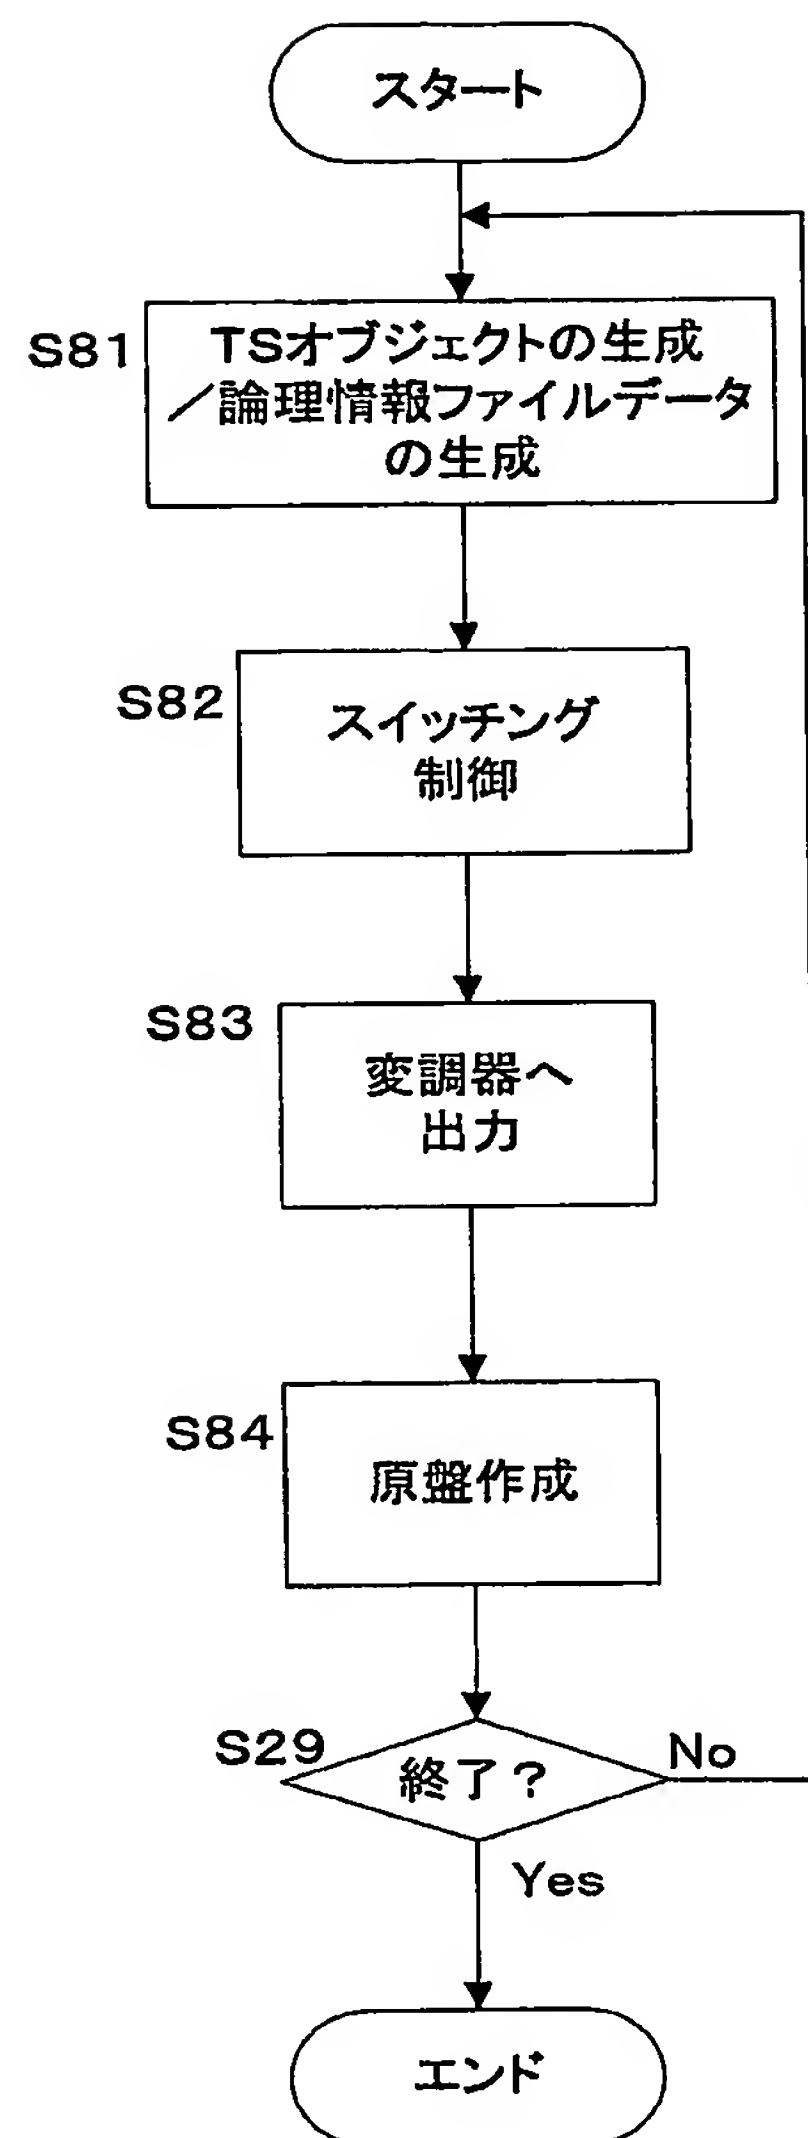 スタート
S81
TSオブジェクトの生成
／論理情報ファイルデータ
の生成
S82
スイッチング
制御
S83
変調器へ
出力
S84
原盤作成
S29
終了？
No
Yes
エンド